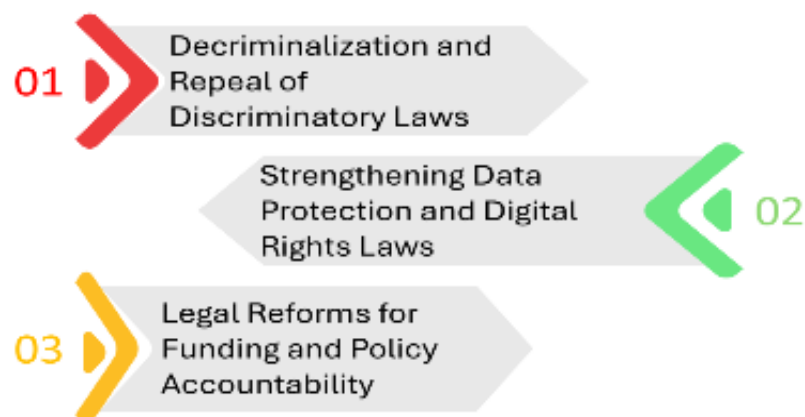 01
Decriminalization and
Repeal of
Discriminatory Laws
Strengthening Data
Protection and Digital
Rights Laws
02
03
Legal Reforms for
Funding and Policy
Accountability